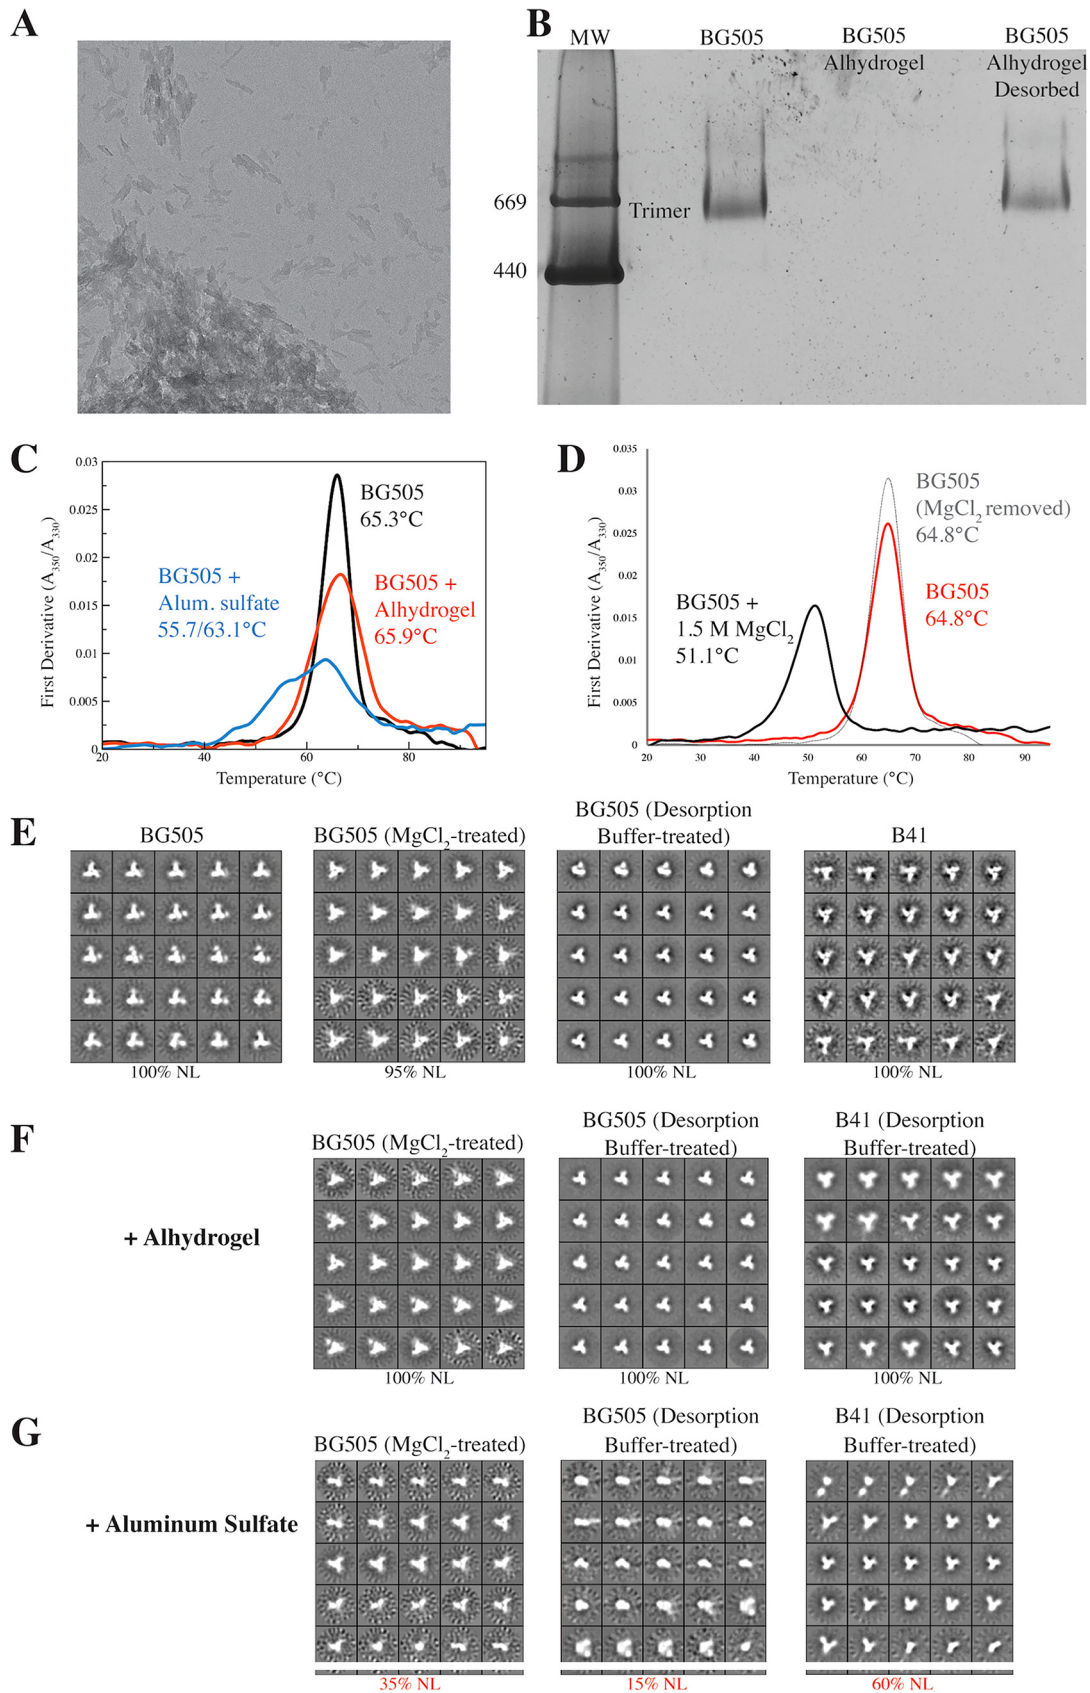 A
B
MW
BG505
BG505
Alhydrogel
BG505
Alhydrogel
Desorbed
669
Trimer
440
C
0.03
0.025
0.02
0.015
0.01
0.005
0
20
40
60
80
First Derivative (A350/A330)
Temperature (°C)
BG505
65.3°C
BG505 +
Alum. sulfate
55.7/63.1°C
BG505 +
Alhydrogel
65.9°C
D
0.035
0.03
0.025
0.02
0.015
0.01
0.005
0
20
30
40
50
60
70
80
90
First Derivative (A350/A330)
Temperature (°C)
BG505
(MgCl2 removed)
64.8°C
BG505
64.8°C
BG505 +
1.5 M MgCl2
51.1°C
E
BG505
BG505 (MgCl2-treated)
BG505 (Desorption
Buffer-treated)
B41
100% NL
95% NL
100% NL
100% NL
F
+ Alhydrogel
BG505 (MgCl2-treated)
BG505 (Desorption
Buffer-treated)
B41 (Desorption
Buffer-treated)
100% NL
100% NL
100% NL
G
+ Aluminum Sulfate
BG505 (MgCl2-treated)
BG505 (Desorption
Buffer-treated)
B41 (Desorption
Buffer-treated)
35% NL
15% NL
60% NL